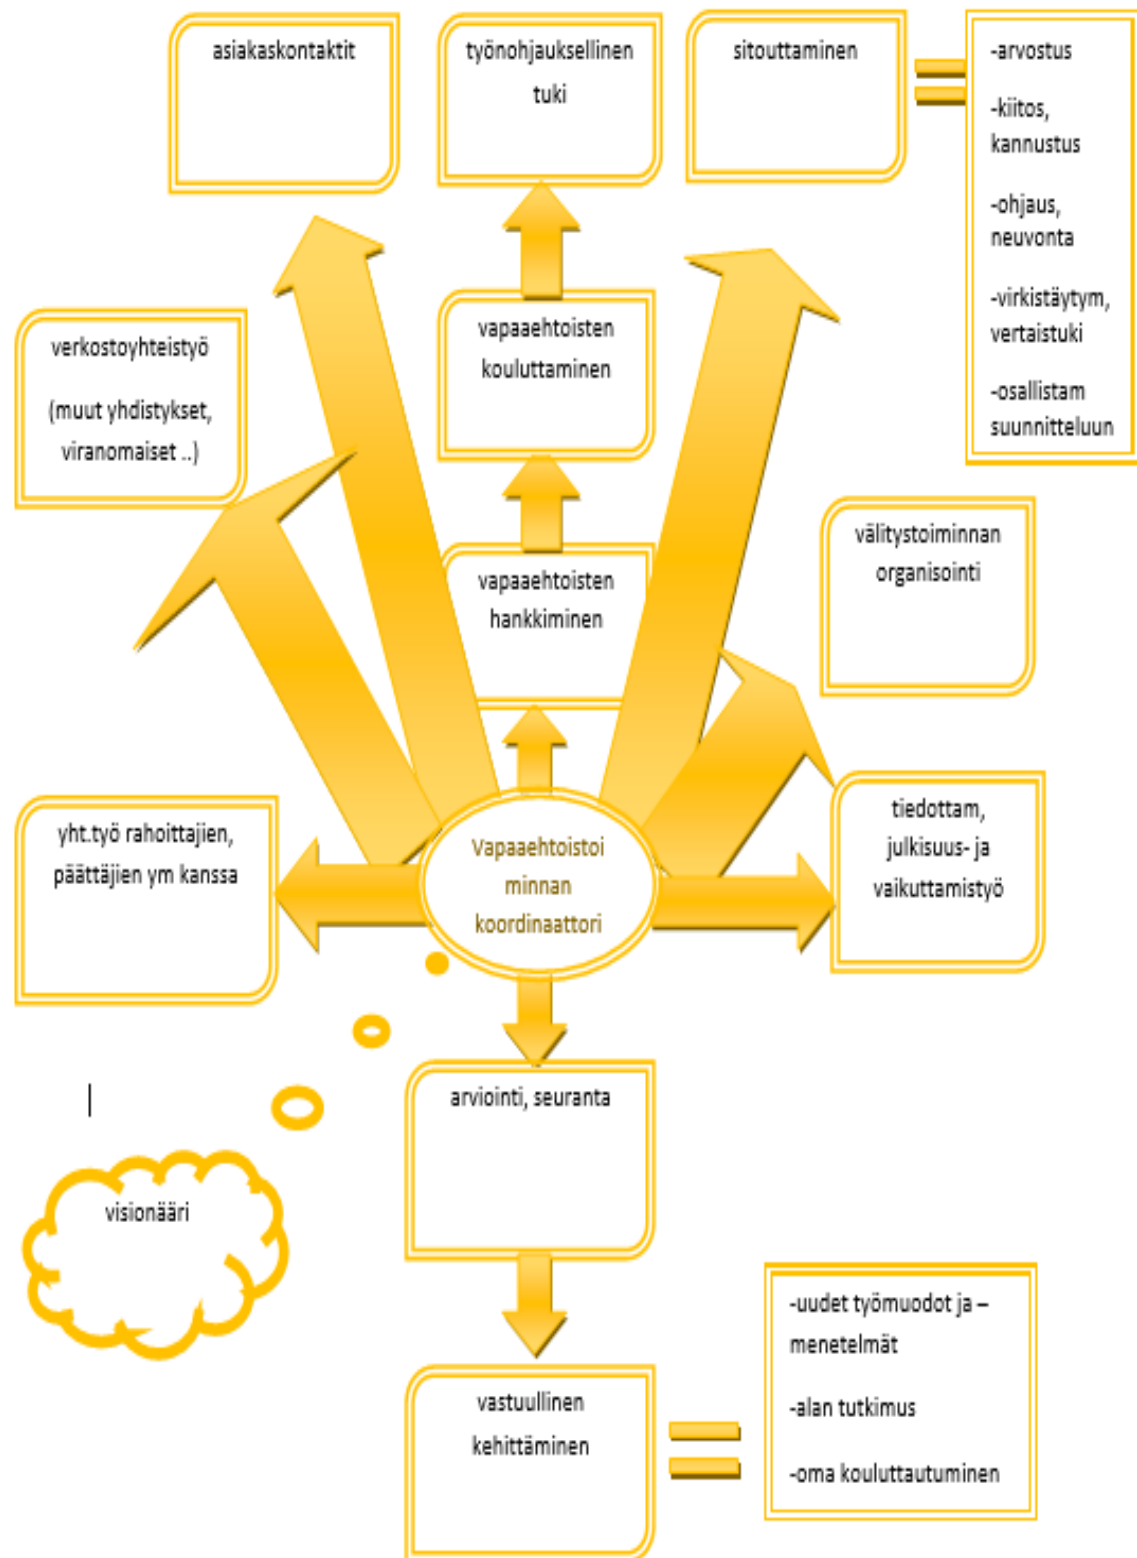 asiakaskontaktit
työnohjauksellinen
tuki
sitouttaminen
-arvostus
-kiitos,
kannustus
-ohjaus,
neuvonta
-virkistäytym,
vertaistuki
-osallistam
suunnitteluun
verkostoyhteistyö
(muut yhdistykset,
viranomaiset ..)
vapaaehtoisten
kouluttaminen
vapaaehtoisten
hankkiminen
välitystoiminnan
organisointi
yht.työ rahoittajien,
päättäjien ym kanssa
Vapaaehtoistoi
minnan
koordinaattori
tiedottam,
julkisuus- ja
vaikuttamistyö
arviointi, seuranta
visionääri
vastuullinen
kehittäminen
-uudet työmuodot ja –
menetelmät
-alan tutkimus
-oma kouluttautuminen